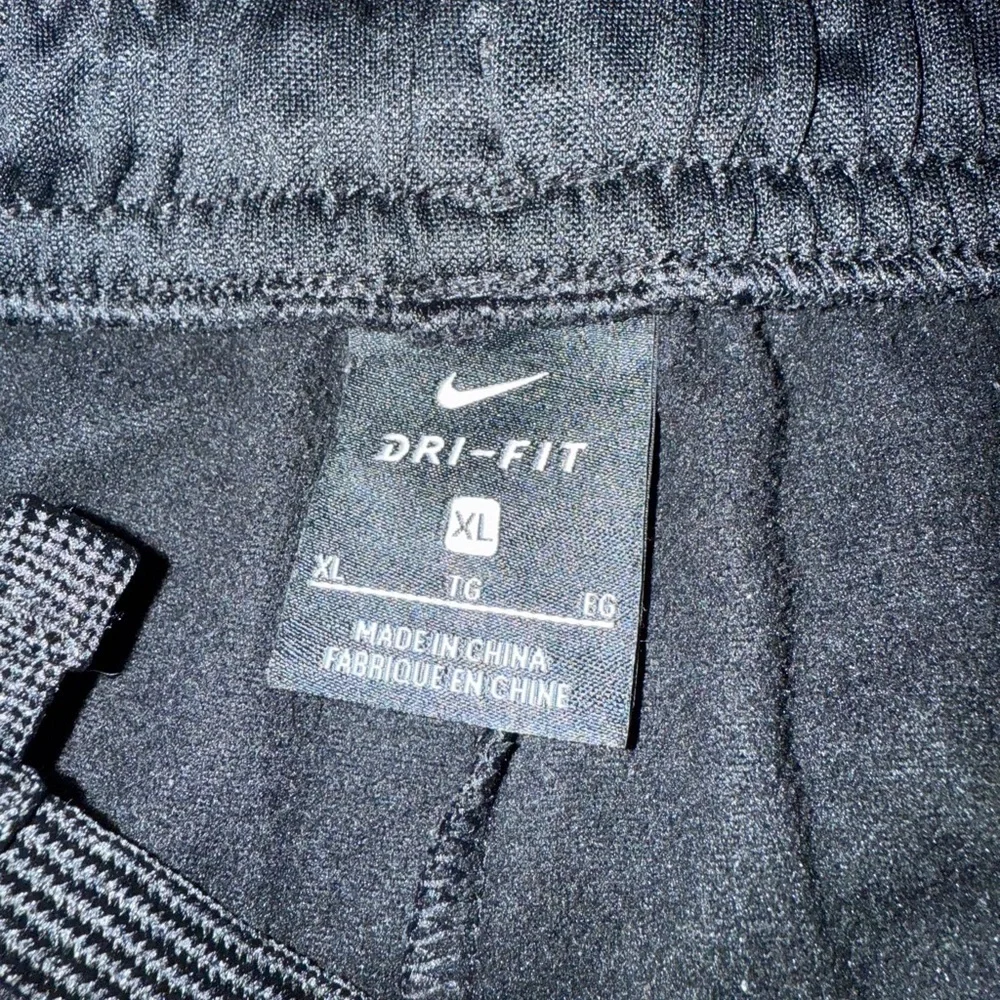 DRI-FIT
XL
XL TG EG
MADE IN CHINA
FABRIQUE EN CHINE